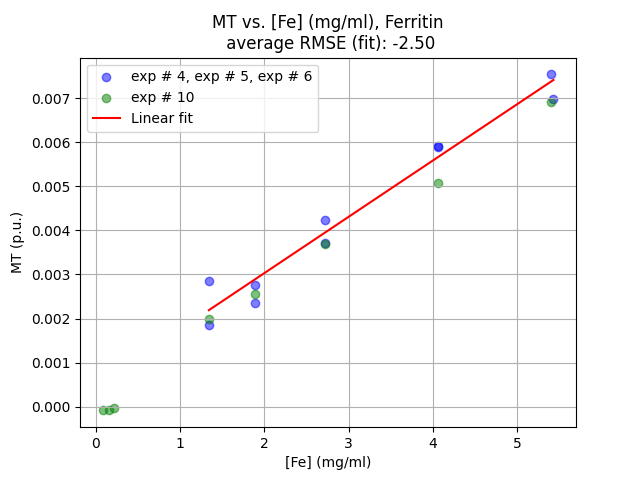 MT vs. [Fe] (mg/ml), Ferritin
average RMSE (fit): -2.50
exp # 4, exp # 5, exp # 6
exp # 10
Linear fit
0.007
0.006
0.005
0.004
0.003
0.002
0.001
0.000
MT (p.u.)
0 1 2 3 4 5
[Fe] (mg/ml)